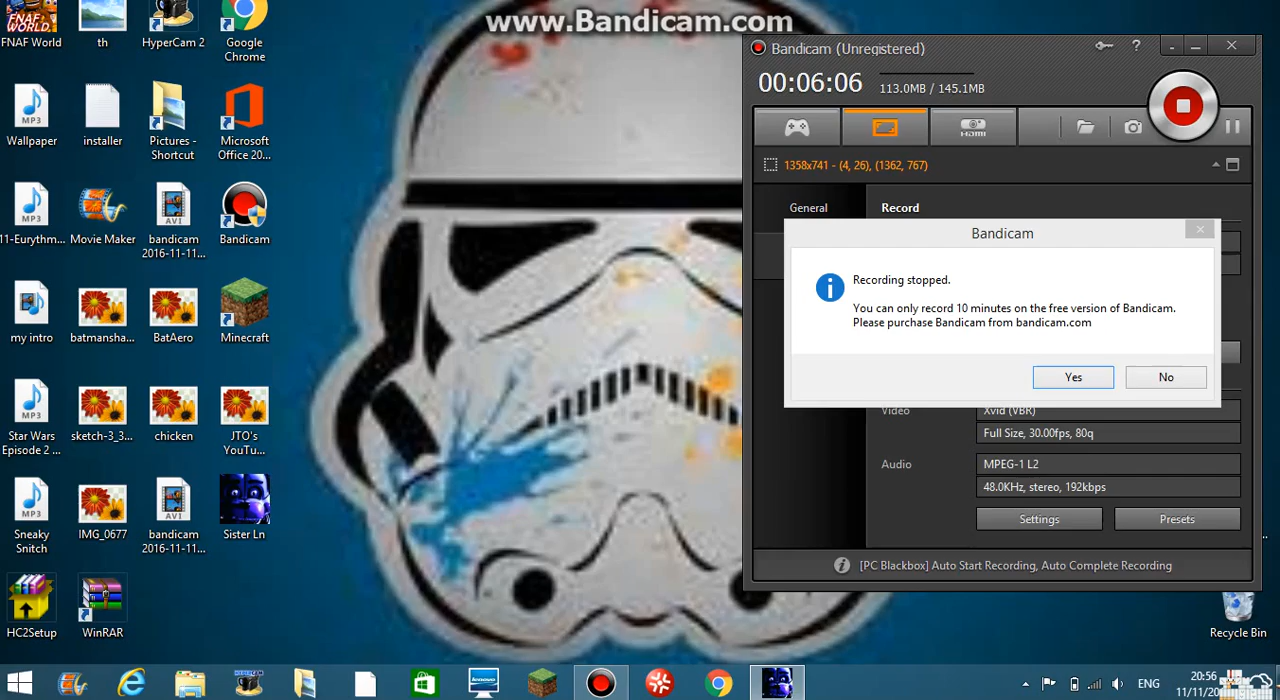 www.Bandicam.com
FNAF World
th
HyperCam 2
Google
Chrome
Wallpaper
installer
Pictures -
Shortcut
Microsoft
Office 20...
11-Eurythm...
Movie Maker
bandicam
2016-11-11...
Bandicam
my intro
batmansha...
BatAero
Minecraft
Star Wars
Episode 2 ...
sketch-3_3...
chicken
JTO's
YouTu...
Sneaky
Snitch
IMG_0677
bandicam
2016-11-11...
Sister Ln
HC2Setup
WinRAR
Bandicam (Unregistered)
00:06:06
113.0MB / 145.1MB
HDMI
1358x741 - (4, 26), (1362, 767)
General
Record
Bandicam
Recording stopped.
You can only record 10 minutes on the free version of Bandicam.
Please purchase Bandicam from bandicam.com
Yes
No
Video
Xvid (VBR)
Full Size, 30.00fps, 80q
Audio
MPEG-1 L2
48.0KHz, stereo, 192kbps
Settings
Presets
[PC Blackbox] Auto Start Recording, Auto Complete Recording
Recycle Bin
ENG
20:56